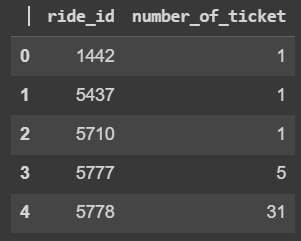 ride_id number_of_ticket
0 1442 1
1 5437 1
2 5710 1
3 5777 5
4 5778 31